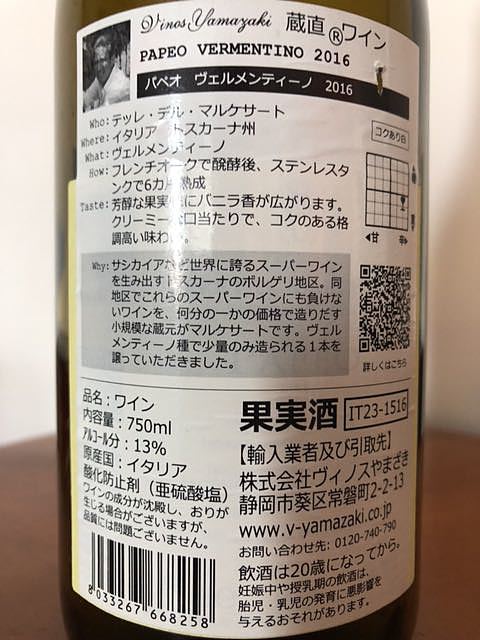 Vinos Yamazaki 蔵直®ワイン
PAPEO VERMENTINO 2016
パペオ ヴェルメンティーノ 2016
Who:テッレ・デル・マルケサート
Where:イタリア トスカーナ州
What:ヴェルメンティーノ
How:フレンチオークで醗酵後、ステンレスタ
ンクで6カ月熟成
Taste:芳醇な果実味にバニラ香が広がります。
クリーミーな口当たりで、コクのある格
調高い味わい。
コクあり白
◀甘 辛▶
Why:サシカイアなど世界に誇るスーパーワイン
を生み出すトスカーナのボルゲリ地区。同
地区でこれらのスーパーワインにも負けな
いワインを、何分の一かの価格で造りだす
小規模な蔵元がマルケサートです。ヴェル
メンティーノ種で少量のみ造られる1本を
譲っていただきました。
詳しくはこちら
品名:ワイン
内容量:750ml
アルコール分:13%
原産国:イタリア
酸化防止剤(亜硫酸塩)
ワインの成分が沈殿し、おりが
生じる場合がございますが、
品質には問題ございません。
8 033267 668258
果実酒 IT23-1516
【輸入業者及び引取先】
株式会社ヴィノスやまざき
静岡市葵区常磐町2-2-13
www.v-yamazaki.co.jp
お問い合わせ先:0120-740-790
飲酒は20歳になってから。
妊娠中や授乳期の飲酒は、
胎児・乳児の発育に悪影響を
与えるおそれがあります。